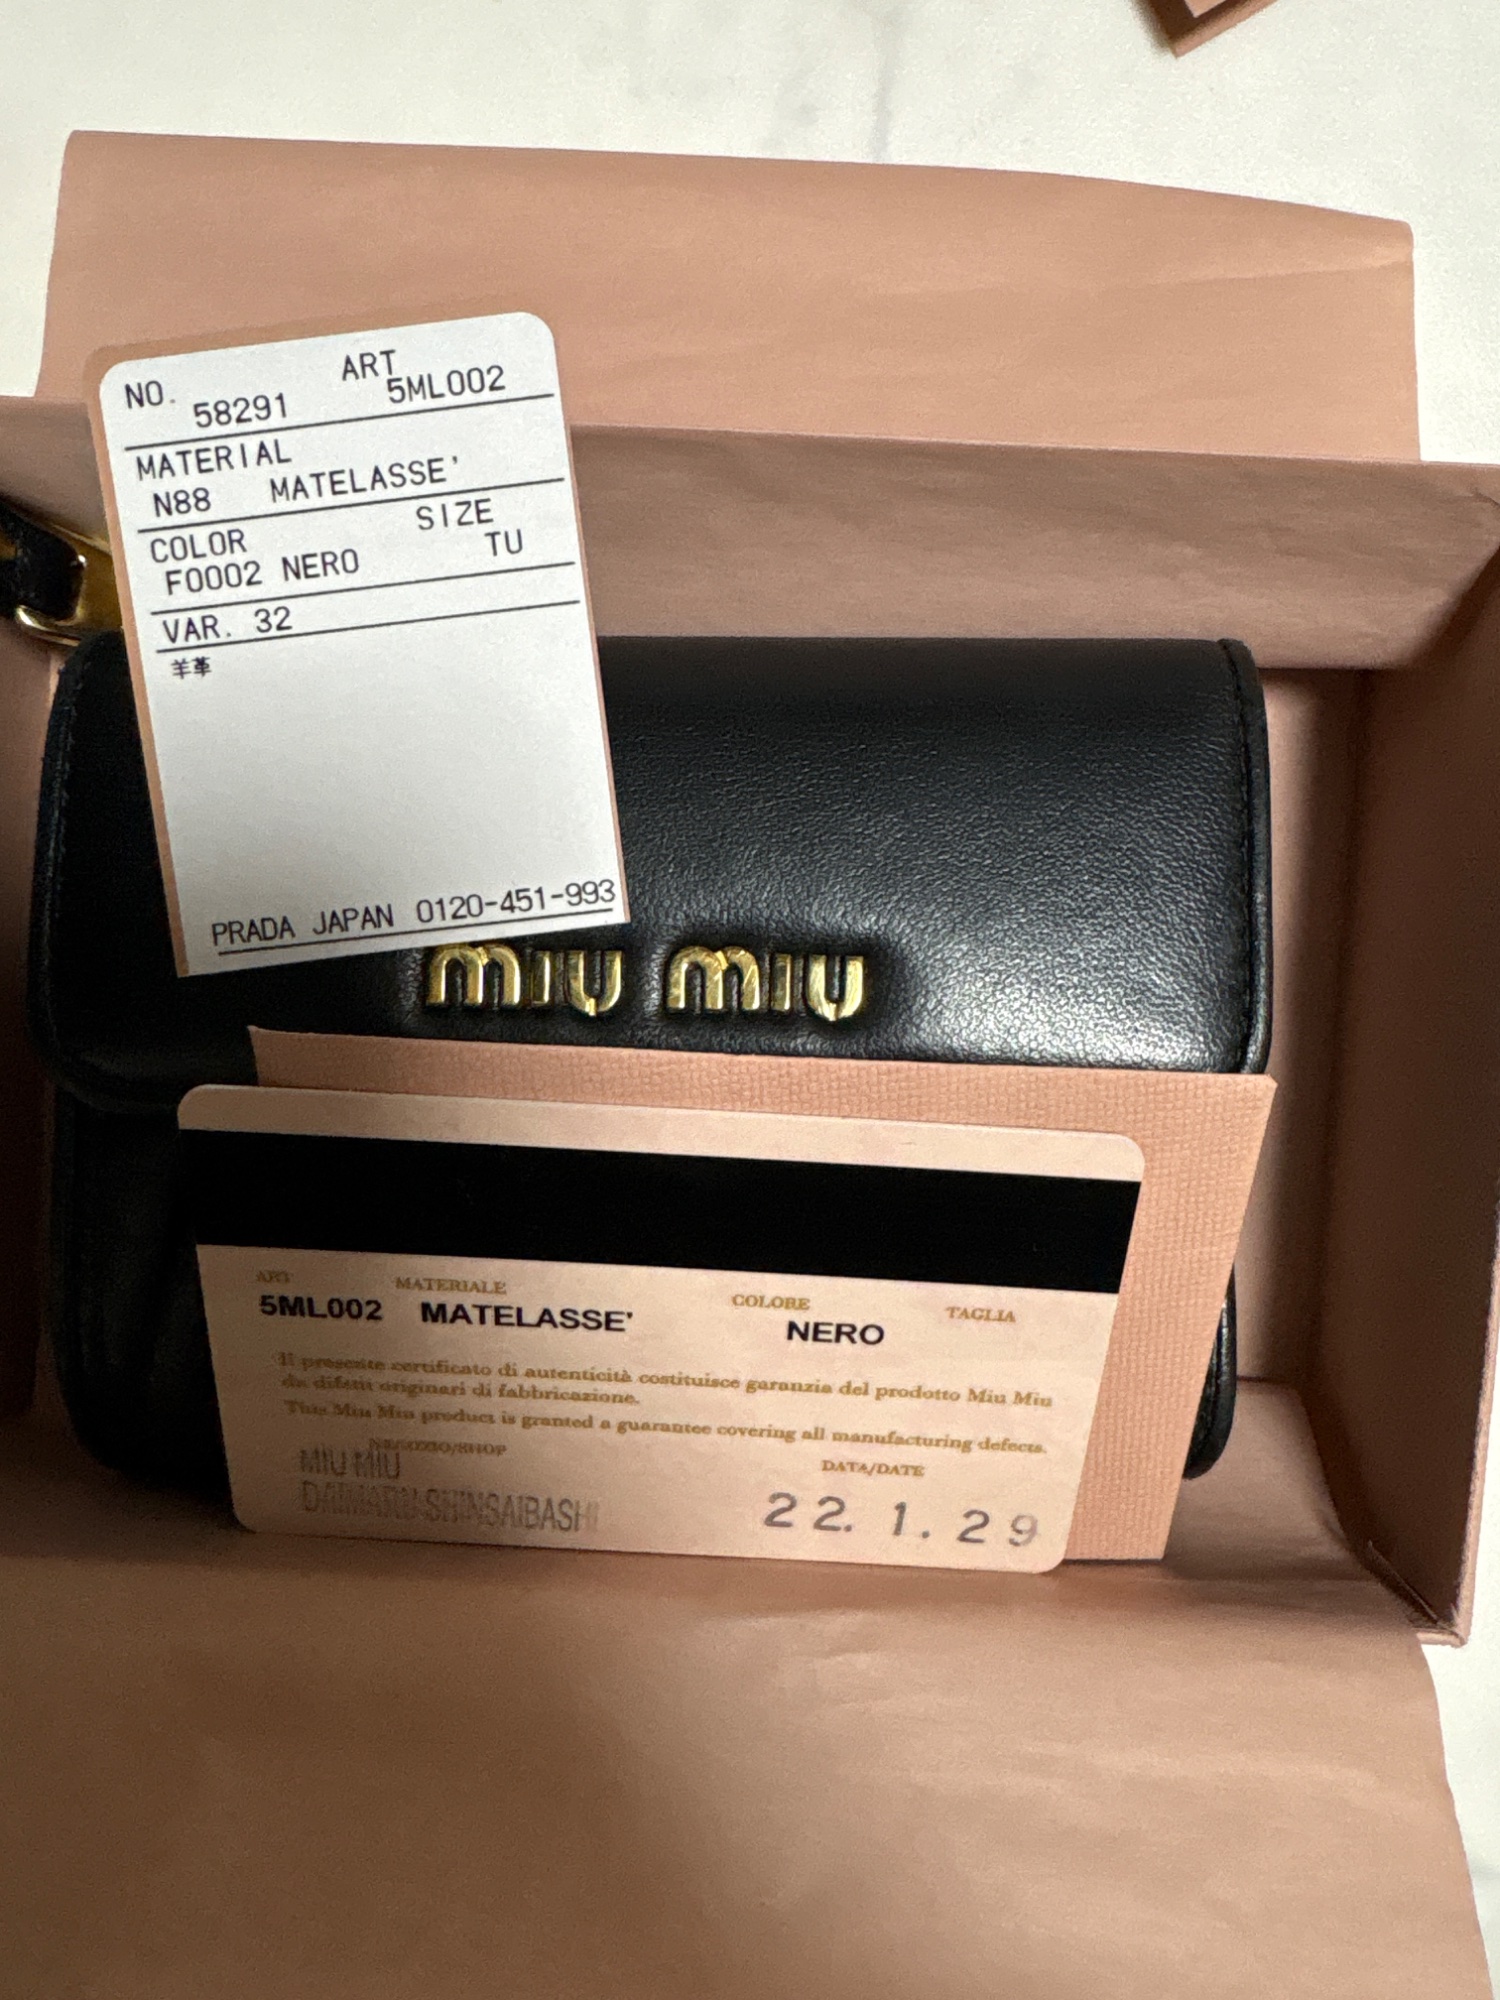 NO. ART
58291 5ML002
MATERIAL
N88 MATELASSE'
COLOR SIZE
F0002 NERO TU
VAR. 32
羊革
PRADA JAPAN 0120-451-993
miu miu
ART MATERIALE COLORE TAGLIA
5ML002 MATELASSE' NERO
Il presente certificato di autenticità costituisce garanzia del prodotto Miu Miu
da difetti originari di fabbricazione.
This Miu Miu product is granted a guarantee covering all manufacturing defects.
NEGOZIO/SHOP DATA/DATE
MIU MIU
DAIMARU SHINSAIBASHI
22. 1. 29